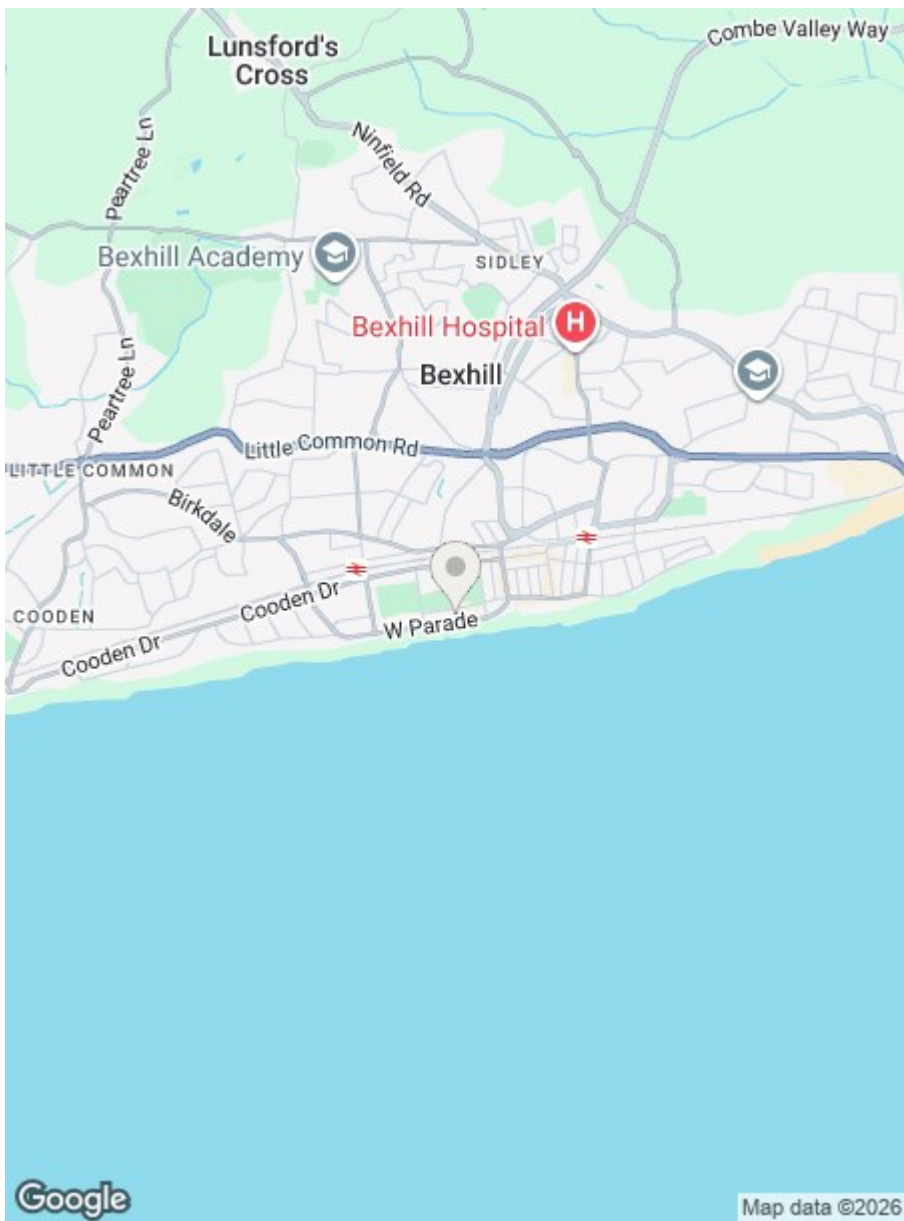 Combe Valley Way
Lunsford's
Cross
Peartree Ln
Ninfield Rd
Bexhill Academy
SIDLEY
Bexhill Hospital
H
Bexhill
Peartree Ln
Little Common Rd
LITTLE COMMON
Birkdale
Cooden Dr
COODEN
W Parade
Cooden Dr
Google
Map data ©2026